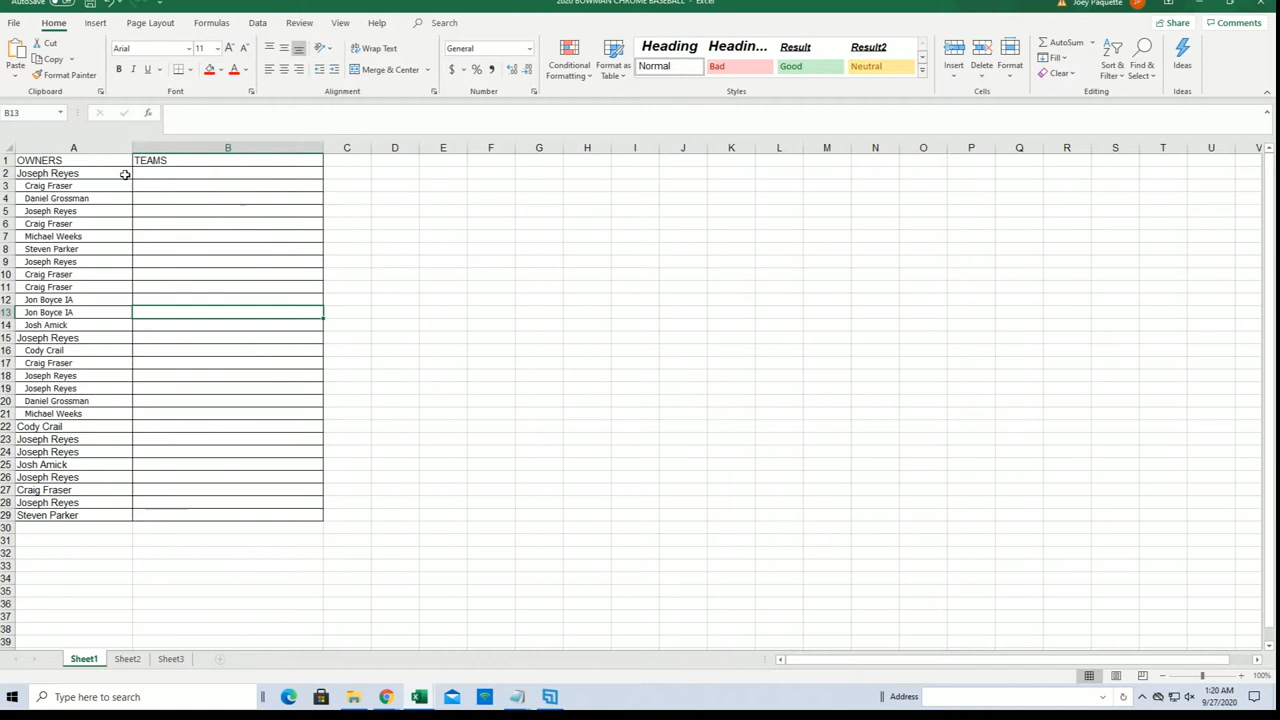 AutoSave Off 2020 BOWMAN CHROME BASEBALL - Excel Joey Paquette JP
File Home Insert Page Layout Formulas Data Review View Help Search Share Comments
Paste Cut Copy Format Painter Clipboard
Arial 11 Font
Wrap Text Merge & Center Alignment
General Number
Conditional Formatting Format as Table
Heading Headin... Result Result2
Normal Bad Good Neutral
Styles
Insert Delete Format Cells
AutoSum Fill Clear Sort & Filter Find & Select Editing
Ideas Ideas
B13
A B C D E F G H I J K L M N O P Q R S T U V
1 OWNERS TEAMS
2 Joseph Reyes
3 Craig Fraser
4 Daniel Grossman
5 Joseph Reyes
6 Craig Fraser
7 Michael Weeks
8 Steven Parker
9 Joseph Reyes
10 Craig Fraser
11 Craig Fraser
12 Jon Boyce IA
13 Jon Boyce IA
14 Josh Amick
15 Joseph Reyes
16 Cody Crail
17 Craig Fraser
18 Joseph Reyes
19 Joseph Reyes
20 Daniel Grossman
21 Michael Weeks
22 Cody Crail
23 Joseph Reyes
24 Joseph Reyes
25 Josh Amick
26 Joseph Reyes
27 Craig Fraser
28 Joseph Reyes
29 Steven Parker
30
31
32
33
34
35
36
37
38
39
Sheet1 Sheet2 Sheet3
100%
Type here to search Address 1:20 AM
9/27/2020